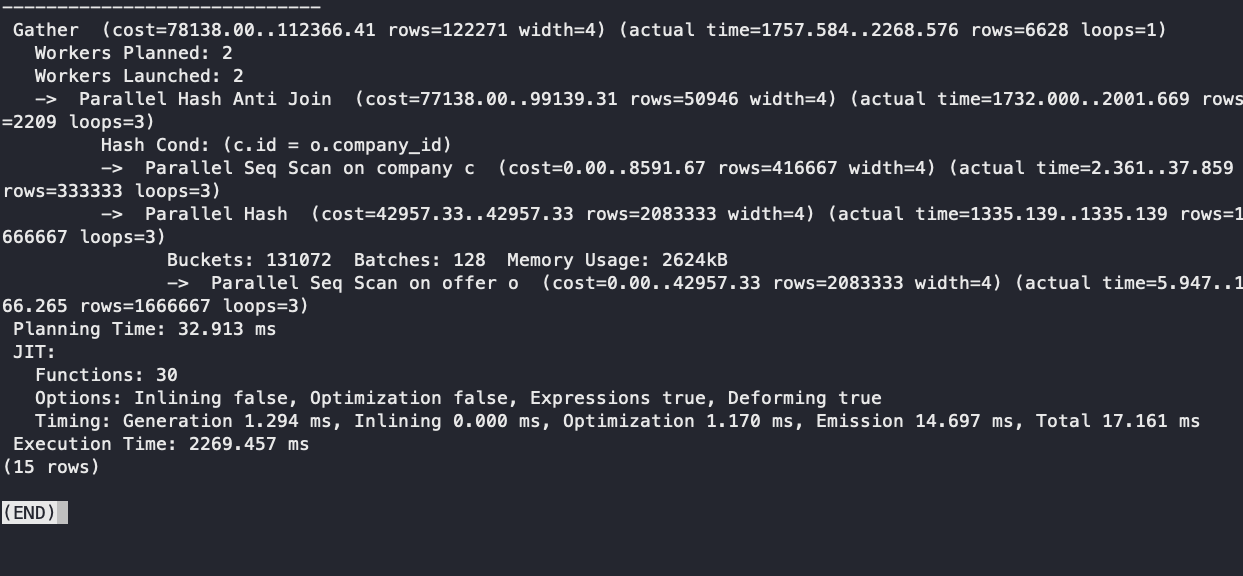 -----------------------------
Gather  (cost=78138.00..112366.41 rows=122271 width=4) (actual time=1757.584..2268.576 rows=6628 loops=1)
   Workers Planned: 2
   Workers Launched: 2
   ->  Parallel Hash Anti Join  (cost=77138.00..99139.31 rows=50946 width=4) (actual time=1732.000..2001.669 rows
=2209 loops=3)
         Hash Cond: (c.id = o.company_id)
         ->  Parallel Seq Scan on company c  (cost=0.00..8591.67 rows=416667 width=4) (actual time=2.361..37.859
rows=333333 loops=3)
         ->  Parallel Hash  (cost=42957.33..42957.33 rows=2083333 width=4) (actual time=1335.139..1335.139 rows=1
666667 loops=3)
               Buckets: 131072  Batches: 128  Memory Usage: 2624kB
               ->  Parallel Seq Scan on offer o  (cost=0.00..42957.33 rows=2083333 width=4) (actual time=5.947..1
66.265 rows=1666667 loops=3)
 Planning Time: 32.913 ms
 JIT:
   Functions: 30
   Options: Inlining false, Optimization false, Expressions true, Deforming true
   Timing: Generation 1.294 ms, Inlining 0.000 ms, Optimization 1.170 ms, Emission 14.697 ms, Total 17.161 ms
 Execution Time: 2269.457 ms
(15 rows)

(END)